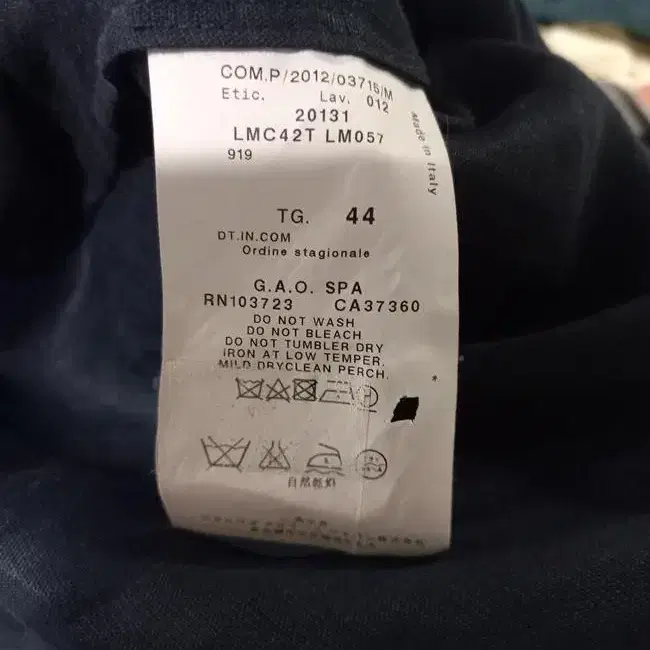 COM.P/2012/03716/M
Etic. Lav. 012
20131
LMC42T LM057
919
Made in Italy
TG. 44
DT.IN.COM
Ordine stagionale
G.A.O. SPA
RN103723 CA37360
DO NOT WASH
DO NOT BLEACH
DO NOT TUMBLER DRY
IRON AT LOW TEMPER.
MILD DRYCLEAN PERCH.
自然乾燥